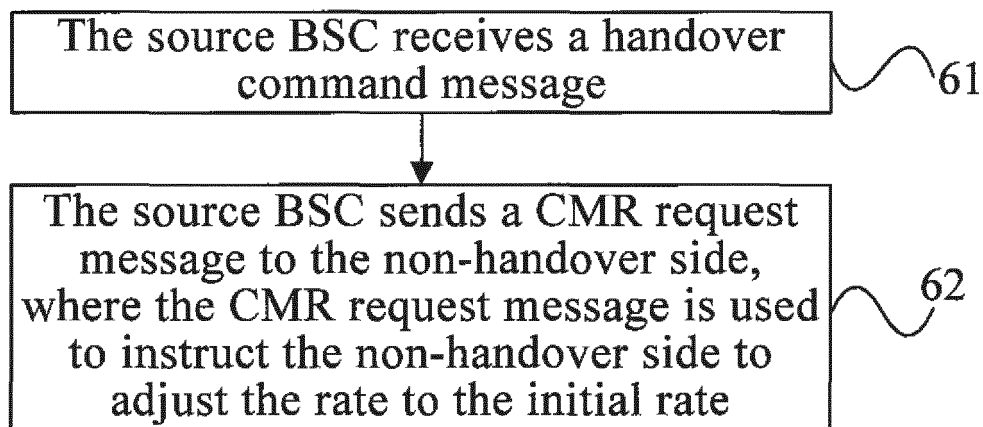 The source BSC receives a handover
command message
61
The source BSC sends a CMR request
message to the non-handover side,
where the CMR request message is used
to instruct the non-handover side to
adjust the rate to the initial rate
62